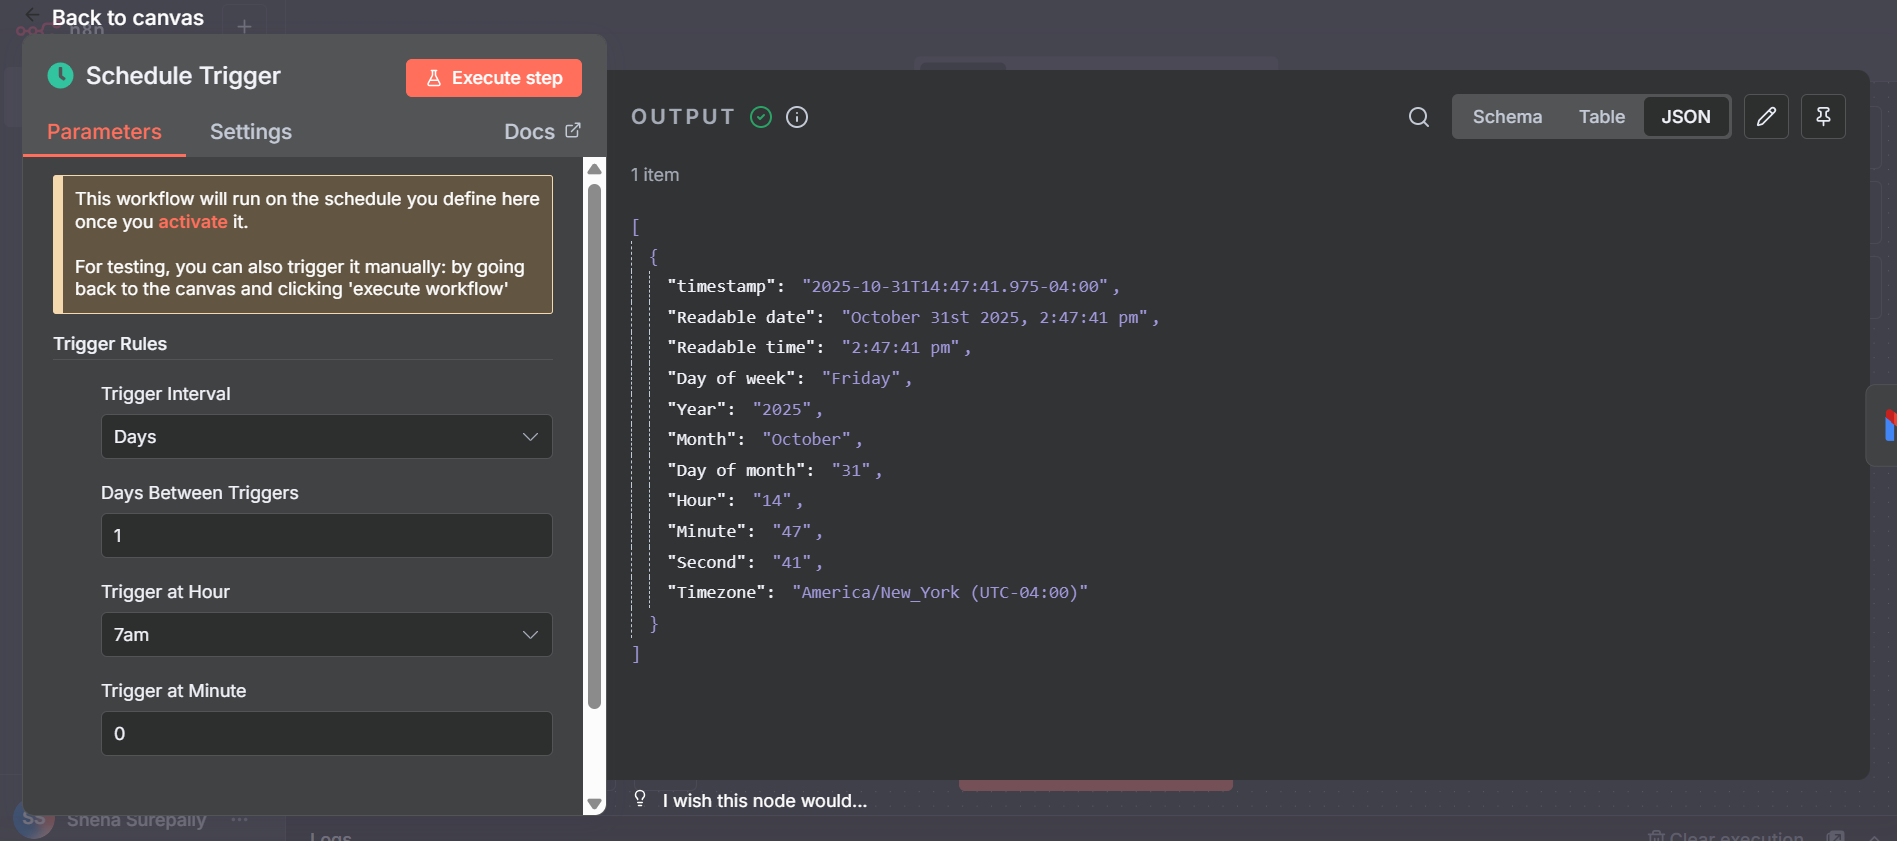 Back to canvas
n8n
Schedule Trigger
Execute step
Parameters
Settings
Docs
This workflow will run on the schedule you define here
once you activate it.
For testing, you can also trigger it manually: by going
back to the canvas and clicking 'execute workflow'
Trigger Rules
Trigger Interval
Days
Days Between Triggers
1
Trigger at Hour
7am
Trigger at Minute
0
OUTPUT
Schema
Table
JSON
1 item
[
{
"timestamp": "2025-10-31T14:47:41.975-04:00",
"Readable date": "October 31st 2025, 2:47:41 pm",
"Readable time": "2:47:41 pm",
"Day of week": "Friday",
"Year": "2025",
"Month": "October",
"Day of month": "31",
"Hour": "14",
"Minute": "47",
"Second": "41",
"Timezone": "America/New_York (UTC-04:00)"
}
]
I wish this node would...
SS
Sneha Surepally
Logs
Clear execution